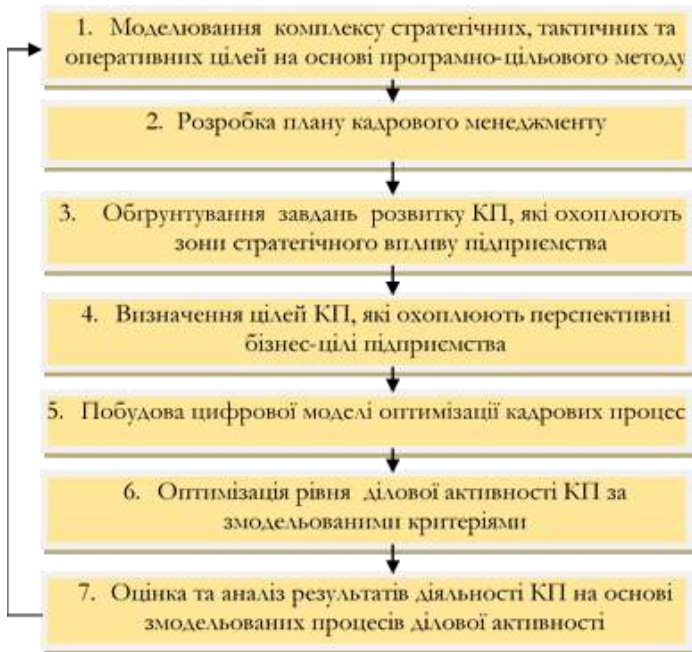 1. Моделювання комплексу стратегічних, тактичних та
оперативних цілей на основі програмно-цільового методу
2. Розробка плану кадрового менеджменту
3. Обґрунтування завдань розвитку КП, які охоплюють
зони стратегічного впливу підприємства
4. Визначення цілей КП, які охоплюють перспективні
бізнес-цілі підприємства
5. Побудова цифрової моделі оптимізації кадрових процес
6. Оптимізація рівня ділової активності КП за
змодельованими критеріями
7. Оцінка та аналіз результатів діяльності КП на основі
змодельованих процесів ділової активності